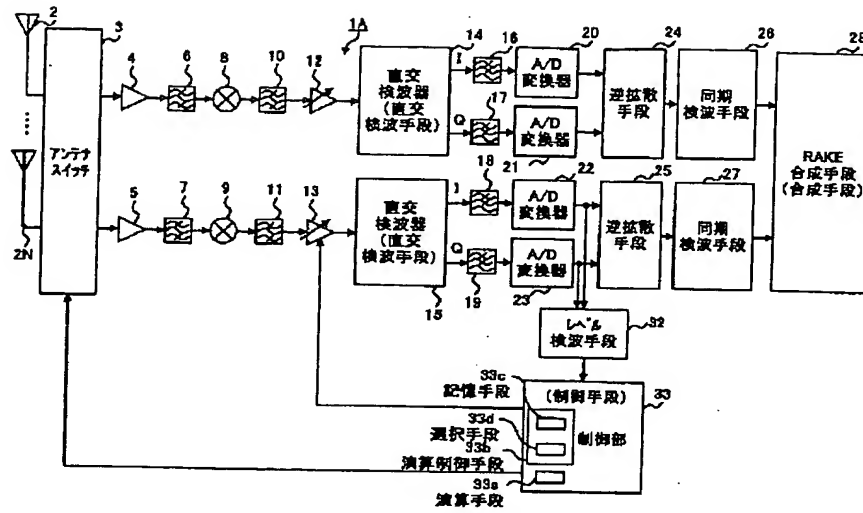 2
3
4
6
8
10
12
1A
14
16
20
24
26
28
直交
検波器
(直交
検波手段)
I
Q
17
A/D
変換器
A/D
変換器
21
逆拡散
手段
同期
検波手段
RAKE
合成手段
(合成手段)
アンテナ
スイッチ
2N
5
7
9
11
13
直交
検波器
(直交
検波手段)
15
I
Q
18
19
22
A/D
変換器
A/D
変換器
23
25
逆拡散
手段
27
同期
検波手段
レベル
検波手段
32
33c
記憶手段
33d
選択手段
33b
演算制御手段
33a
演算手段
(制御手段)
制御部
33